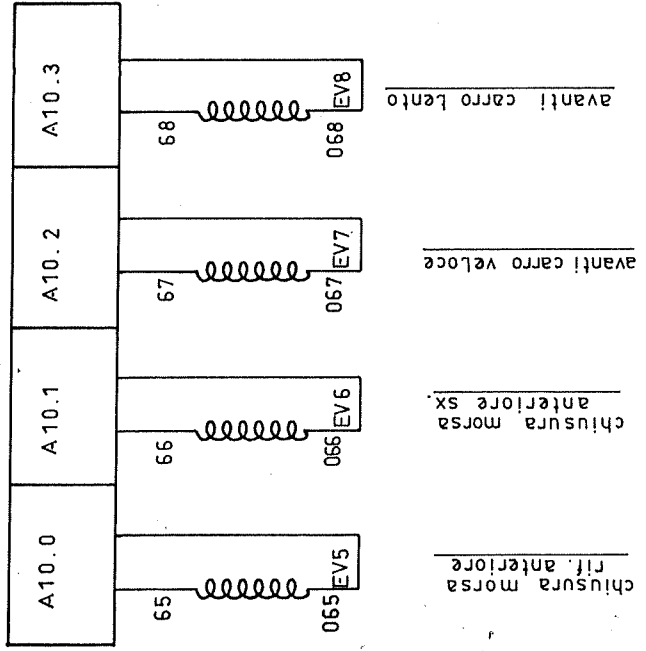 A10.3
68
068
EV8
avanti carro lento
A10.2
67
067
EV7
avanti carro veloce
A10.1
66
066
EV6
chiusura morsa
anteriore sx.
A10.0
65
065
EV5
chiusura morsa
rif. anteriore